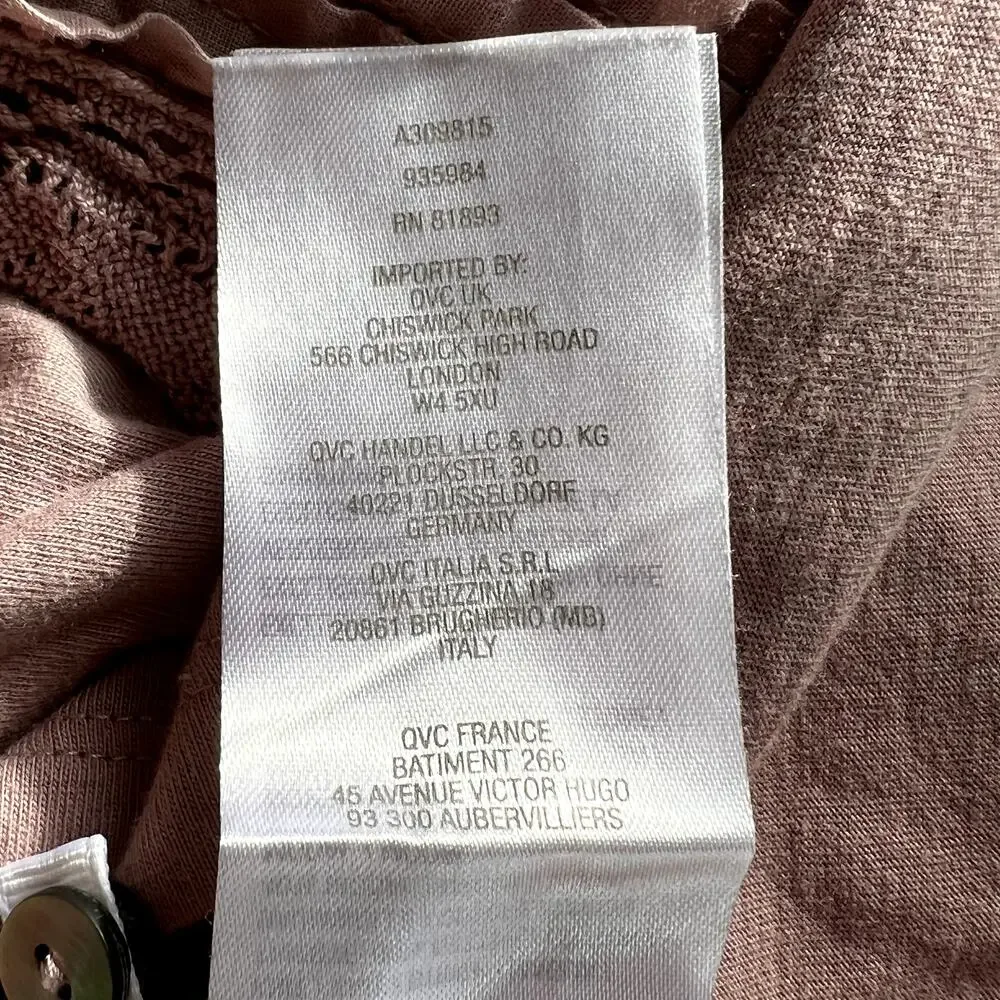 A309815
935984
RN 81893
IMPORTED BY:
QVC UK
CHISWICK PARK
566 CHISWICK HIGH ROAD
LONDON
W4 5XU
QVC HANDEL LLC & CO. KG
PLOCKSTR. 30
40221 DUSSELDORF
GERMANY
QVC ITALIA S.R.L
VIA GUZZINA, 18
20861 BRUGHERIO (MB)
ITALY
QVC FRANCE
BATIMENT 266
45 AVENUE VICTOR HUGO
93 300 AUBERVILLIERS